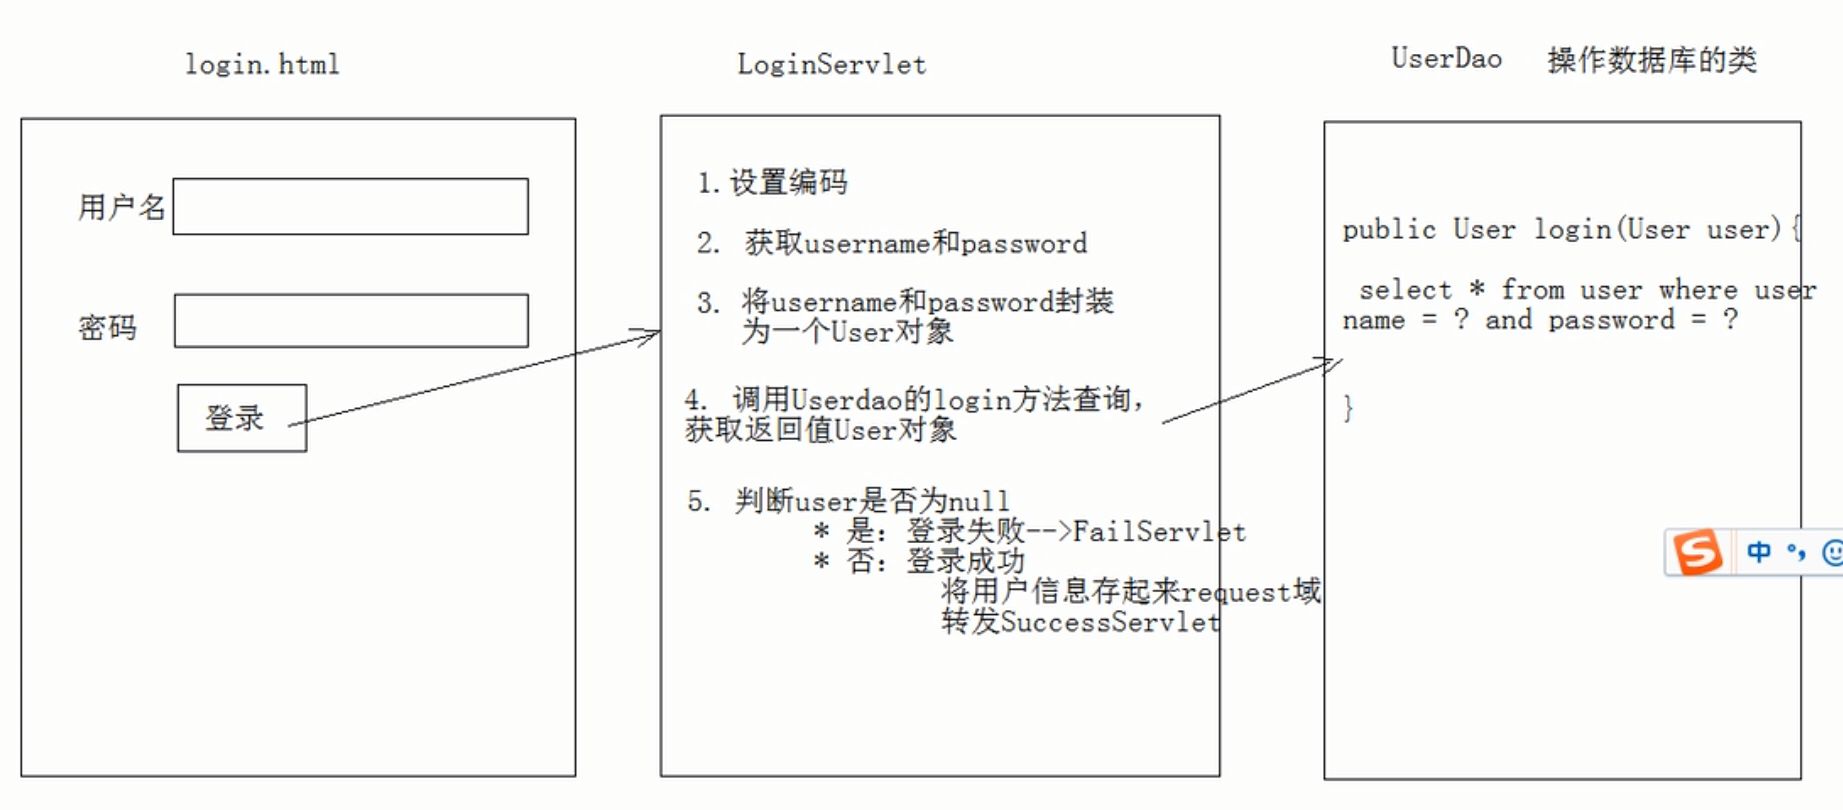 login.html
用户名
密码
登录
LoginServlet
1.设置编码
2. 获取username和password
3. 将username和password封装
为一个User对象
4. 调用Userdao的login方法查询，
获取返回值User对象
5. 判断user是否为null
* 是：登录失败-->FailServlet
* 否：登录成功
将用户信息存起来request域
转发SuccessServlet
UserDao 操作数据库的类
public User login(User user){
select * from user where user
name = ? and password = ?
}
S 中 °，